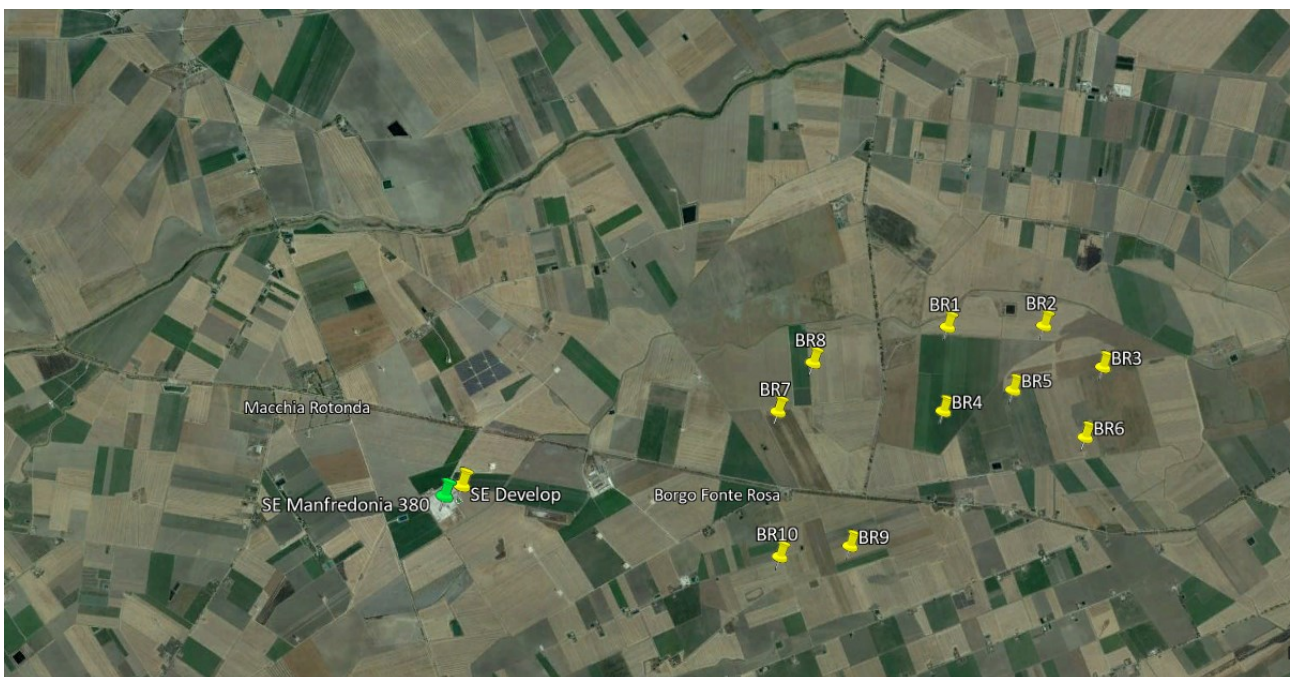 BR1
BR2
BR8
BR3
BR5
BR7
BR4
Macchia Rotonda
BR6
SE Develop
SE Manfredonia 380
Borgo Fonte Rosa
BR10
BR9